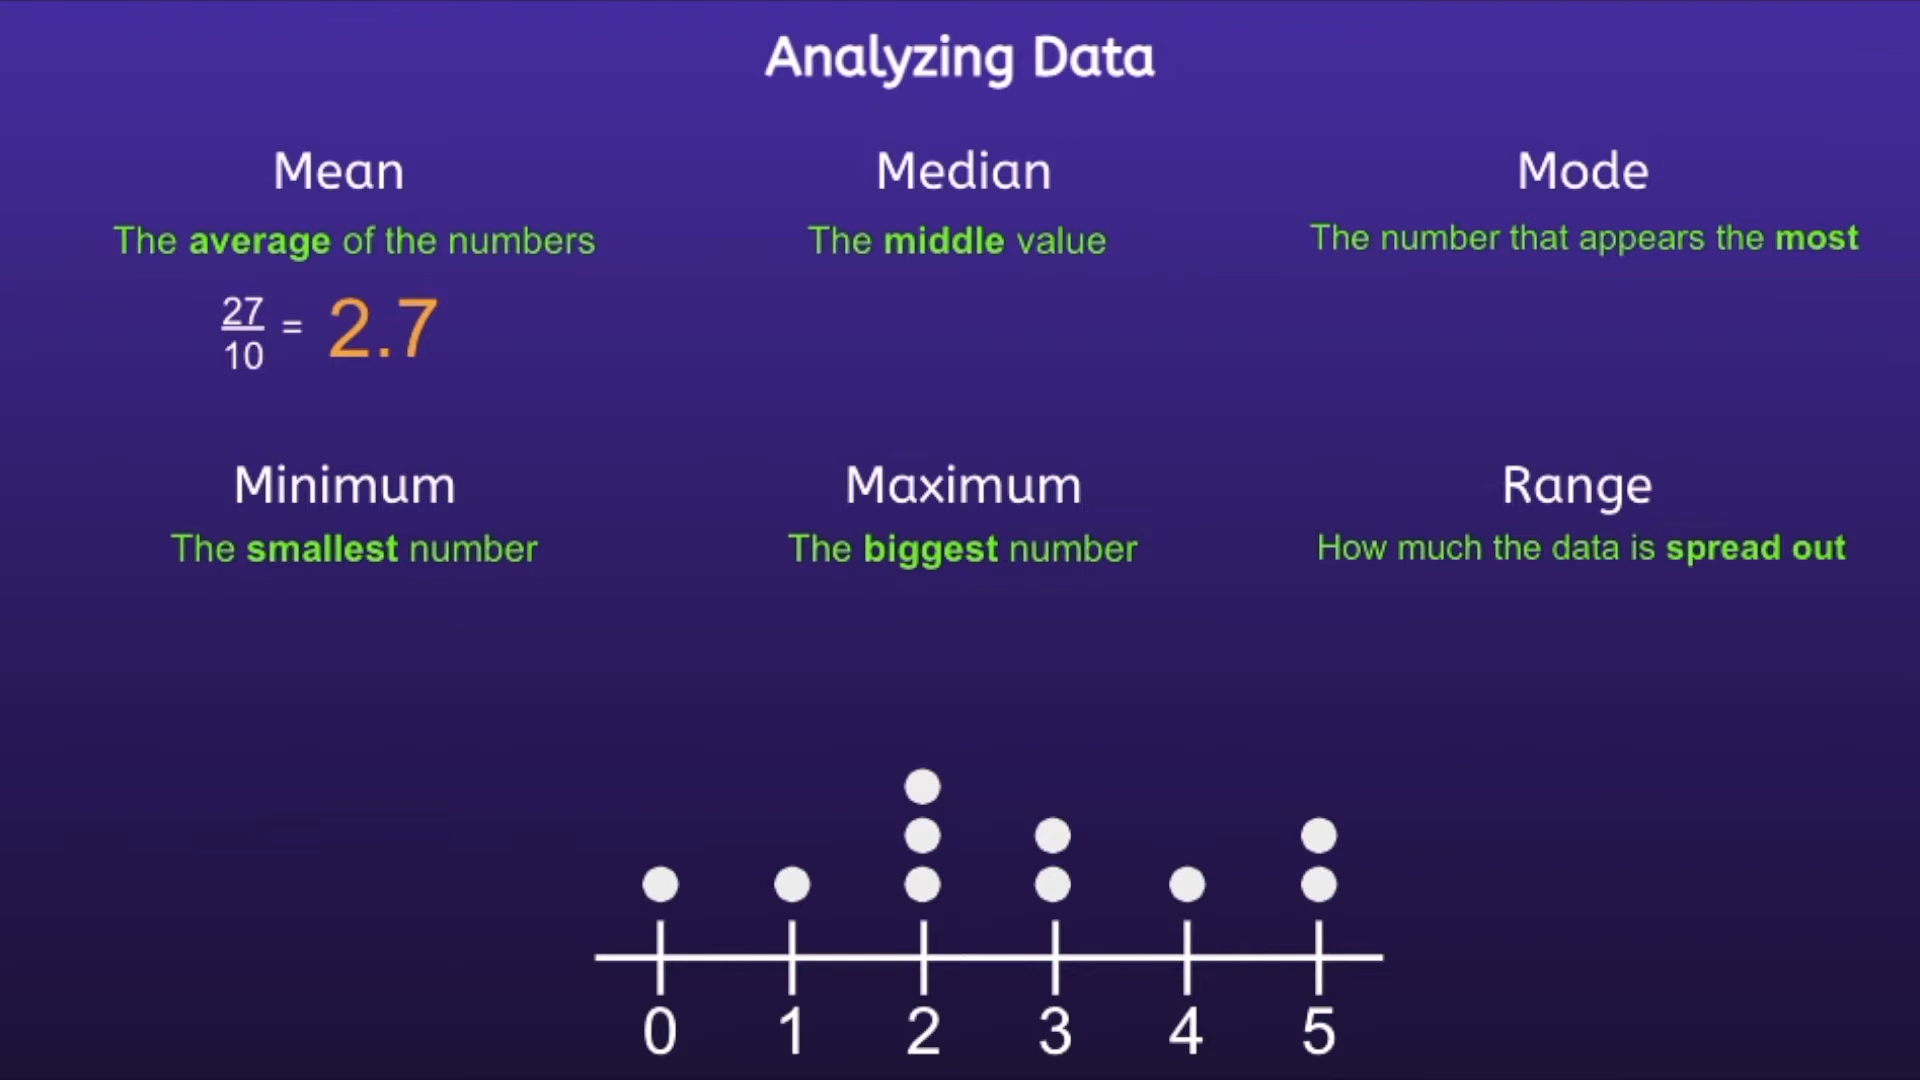 Analyzing Data
Mean
The average of the numbers
27
10
= 2.7
Median
The middle value
Mode
The number that appears the most
Minimum
The smallest number
Maximum
The biggest number
Range
How much the data is spread out
0 1 2 3 4 5